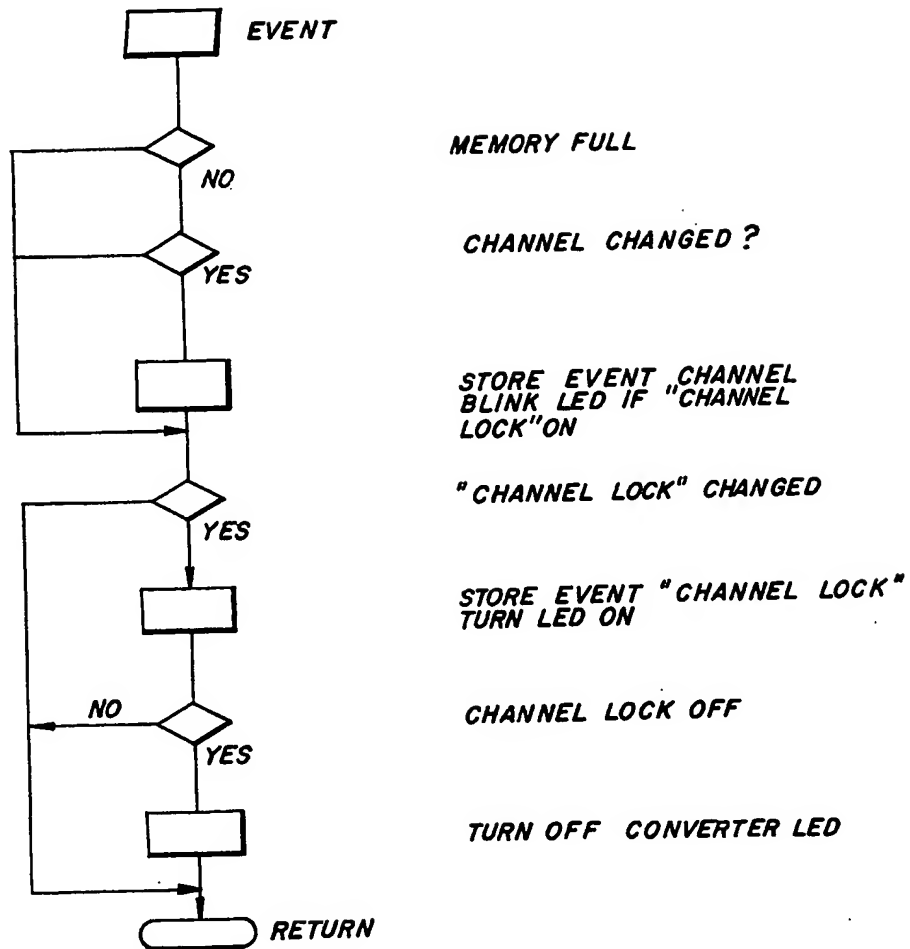 EVENT
MEMORY FULL
NO
CHANNEL CHANGED?
YES
STORE EVENT CHANNEL
BLINK LED IF "CHANNEL
LOCK" ON
"CHANNEL LOCK" CHANGED
YES
STORE EVENT "CHANNEL LOCK"
TURN LED ON
NO
CHANNEL LOCK OFF
YES
TURN OFF CONVERTER LED
RETURN